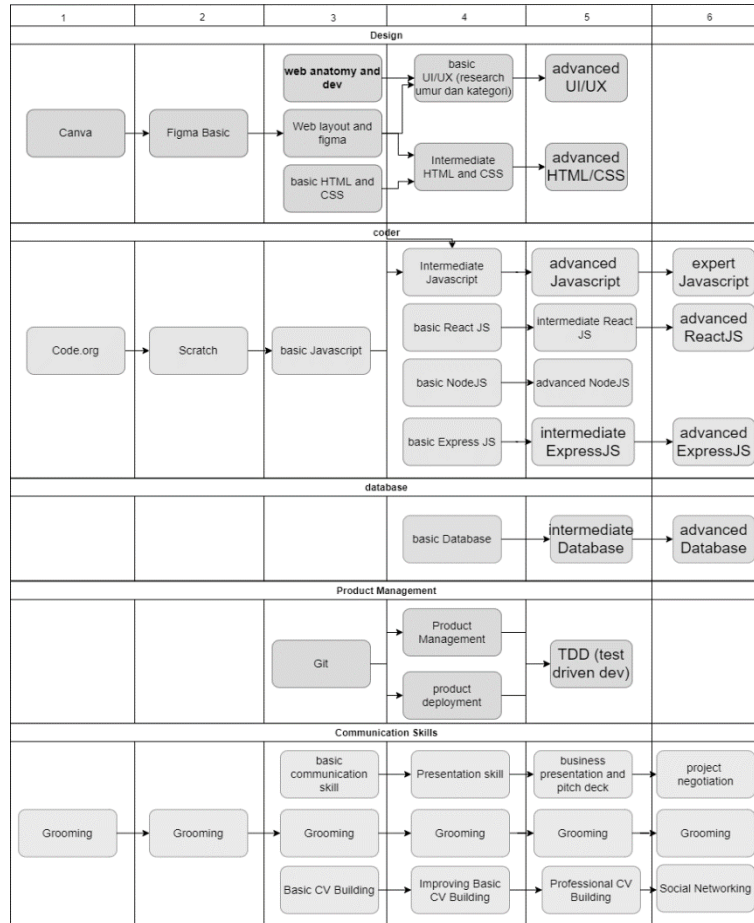 1 2 3 4 5 6
Design
web anatomy and
dev
basic
UI/UX (research
umur dan kategori)
advanced
UI/UX
Canva
Figma Basic
Web layout and
figma
Intermediate
HTML and CSS
advanced
HTML/CSS
basic HTML and
CSS
coder
Intermediate
Javascript
advanced
Javascript
expert
Javascript
basic React JS
intermediate React
JS
advanced
ReactJS
Code.org
Scratch
basic Javascript
basic NodeJS
advanced NodeJS
basic Express JS
intermediate
ExpressJS
advanced
ExpressJS
database
basic Database
intermediate
Database
advanced
Database
Product Management
Git
Product
Management
product
deployment
TDD (test
driven dev)
Communication Skills
basic
communication
skill
Presentation skill
business
presentation and
pitch deck
project
negotiation
Grooming
Grooming
Grooming
Grooming
Grooming
Grooming
Basic CV Building
Improving Basic
CV Building
Professional CV
Building
Social Networking